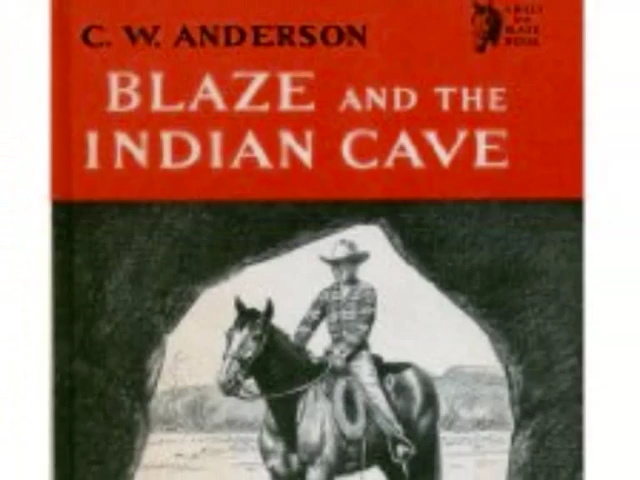 C. W. ANDERSON
BLAZE AND THE
INDIAN CAVE